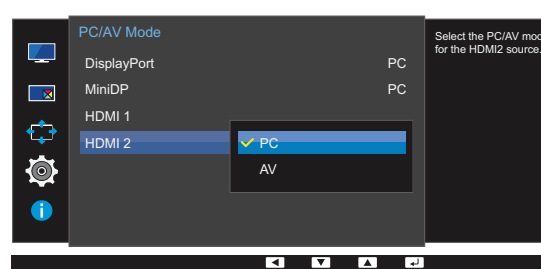 PC/AV Mode
DisplayPort PC
MiniDP PC
HDMI 1
HDMI 2
PC
AV
Select the PC/AV mod
for the HDMI2 source.